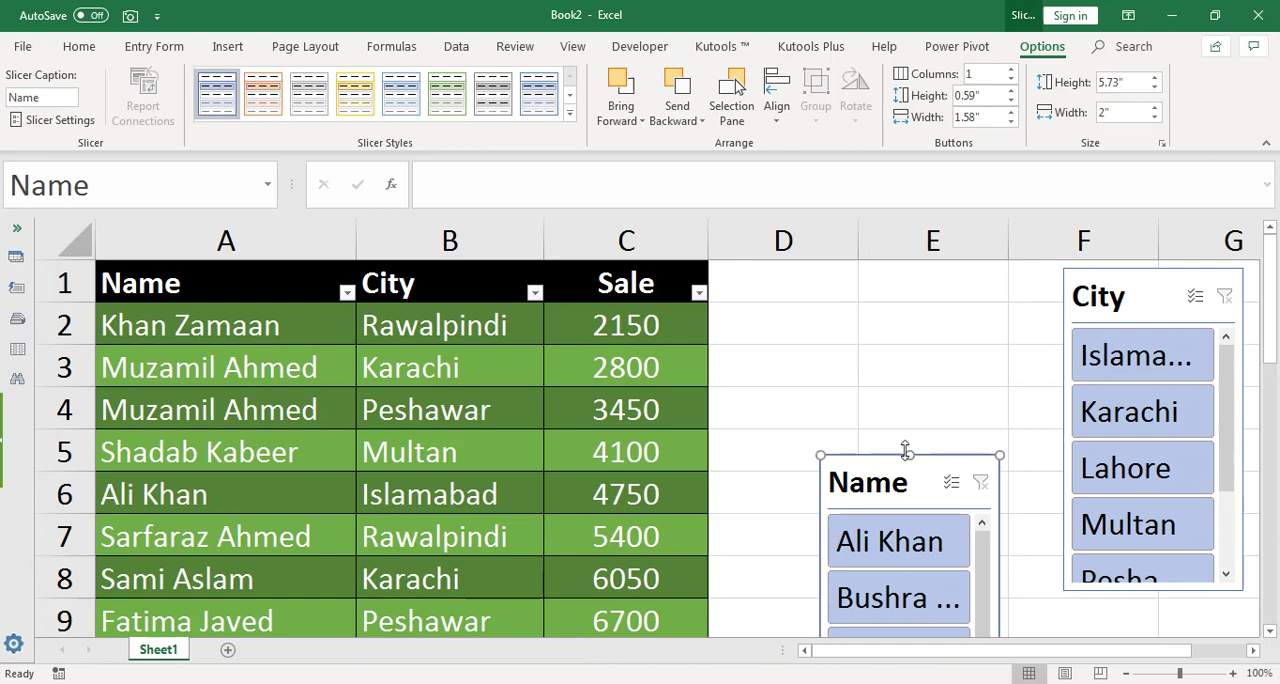 AutoSave Off Book2 - Excel Slic... Sign in
File Home Entry Form Insert Page Layout Formulas Data Review View Developer Kutools ™ Kutools Plus Help Power Pivot Options Search
Slicer Caption:
Name
Slicer Settings
Report
Connections
Slicer
Slicer Styles
Bring
Forward
Send
Backward
Selection
Pane
Align
Group
Rotate
Arrange
Columns: 1
Height: 0.59"
Width: 1.58"
Buttons
Height: 5.73"
Width: 2"
Size
Name fx
A B C D E F G
1 Name City Sale
2 Khan Zamaan Rawalpindi 2150
3 Muzamil Ahmed Karachi 2800
4 Muzamil Ahmed Peshawar 3450
5 Shadab Kabeer Multan 4100
6 Ali Khan Islamabad 4750
7 Sarfaraz Ahmed Rawalpindi 5400
8 Sami Aslam Karachi 6050
9 Fatima Javed Peshawar 6700
Name
Ali Khan
Bushra ...
City
Islama...
Karachi
Lahore
Multan
Pesha
Sheet1
Ready 100%